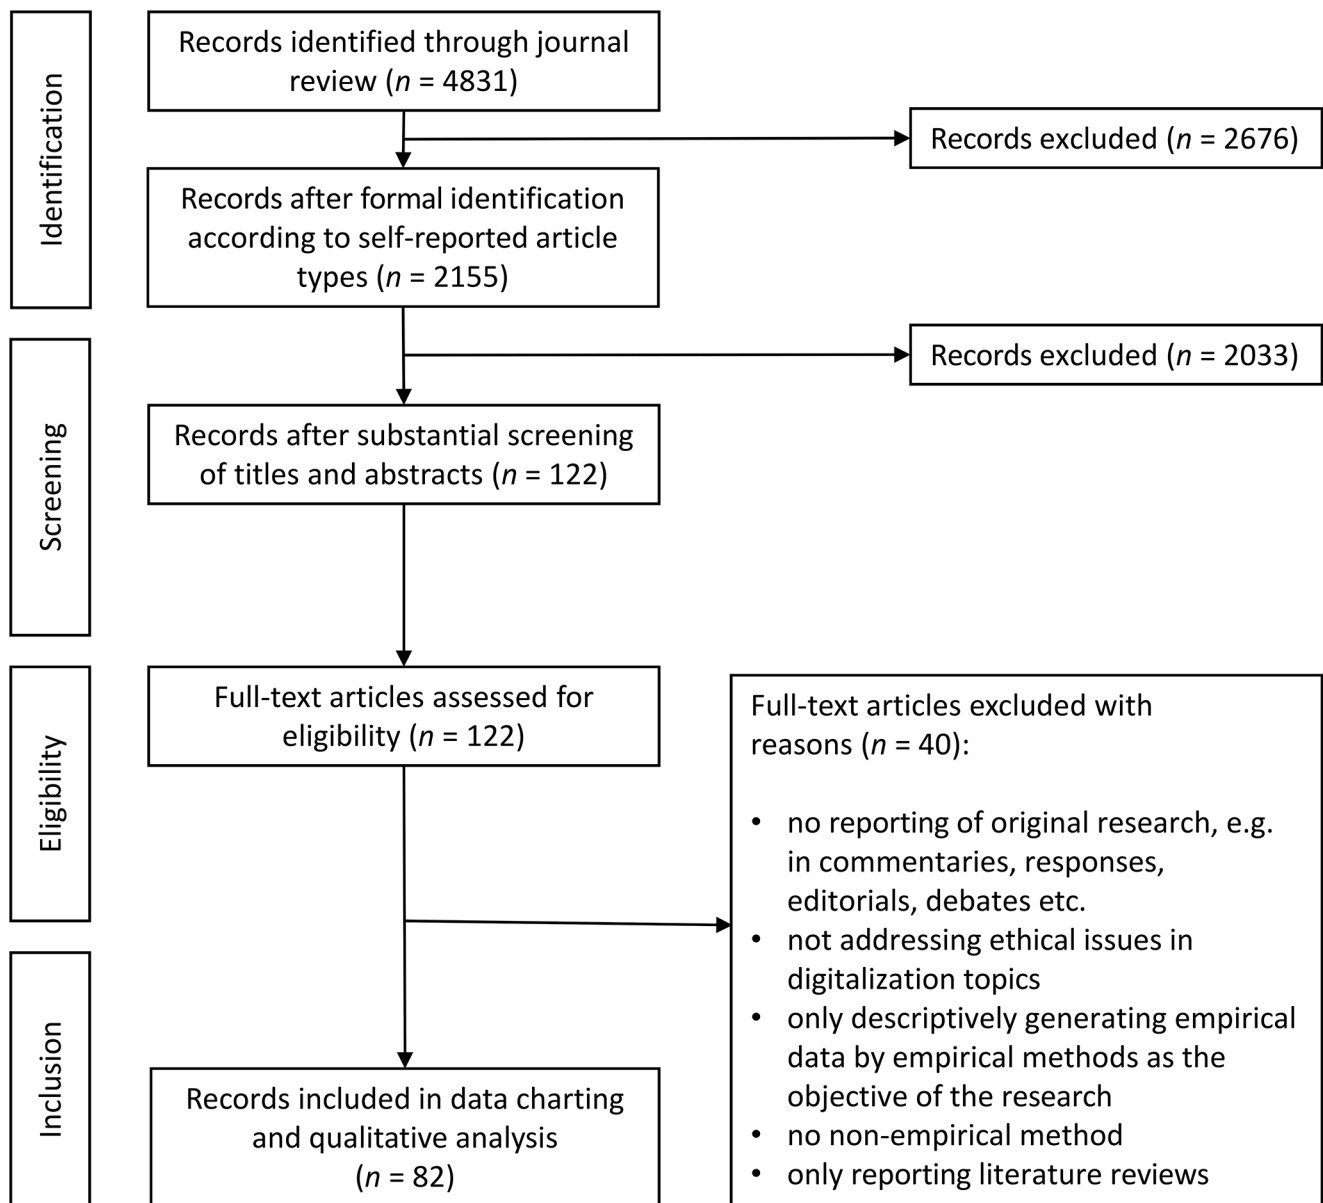 Identification
Records identified through journal
review (n = 4831)
Records excluded (n = 2676)
Records after formal identification
according to self-reported article
types (n = 2155)
Screening
Records excluded (n = 2033)
Records after substantial screening
of titles and abstracts (n = 122)
Eligibility
Full-text articles assessed for
eligibility (n = 122)
Full-text articles excluded with
reasons (n = 40):
• no reporting of original research, e.g.
in commentaries, responses,
editorials, debates etc.
• not addressing ethical issues in
digitalization topics
• only descriptively generating empirical
data by empirical methods as the
objective of the research
• no non-empirical method
• only reporting literature reviews
Inclusion
Records included in data charting
and qualitative analysis
(n = 82)